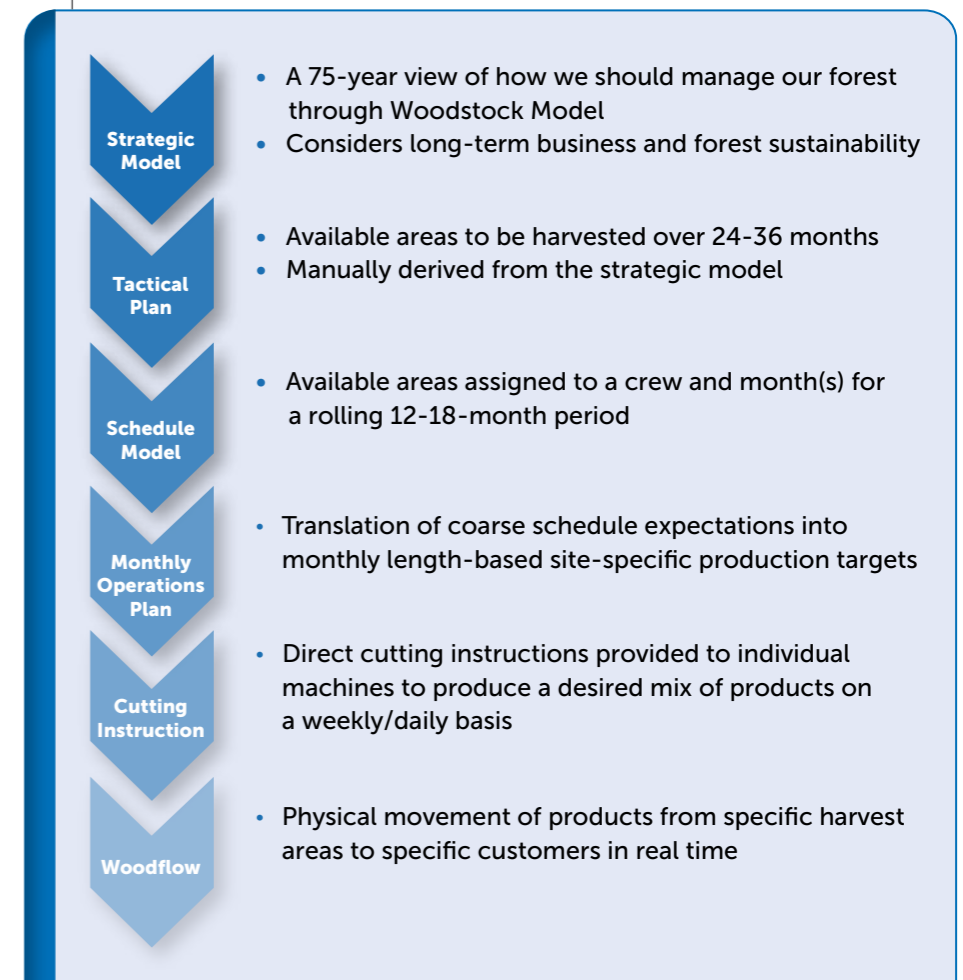 Strategic
Model
• A 75-year view of how we should manage our forest
through Woodstock Model
• Considers long-term business and forest sustainability
Tactical
Plan
• Available areas to be harvested over 24-36 months
• Manually derived from the strategic model
Schedule
Model
• Available areas assigned to a crew and month(s) for
a rolling 12-18-month period
Monthly
Operations
Plan
• Translation of coarse schedule expectations into
monthly length-based site-specific production targets
Cutting
Instruction
• Direct cutting instructions provided to individual
machines to produce a desired mix of products on
a weekly/daily basis
Woodflow
• Physical movement of products from specific harvest
areas to specific customers in real time